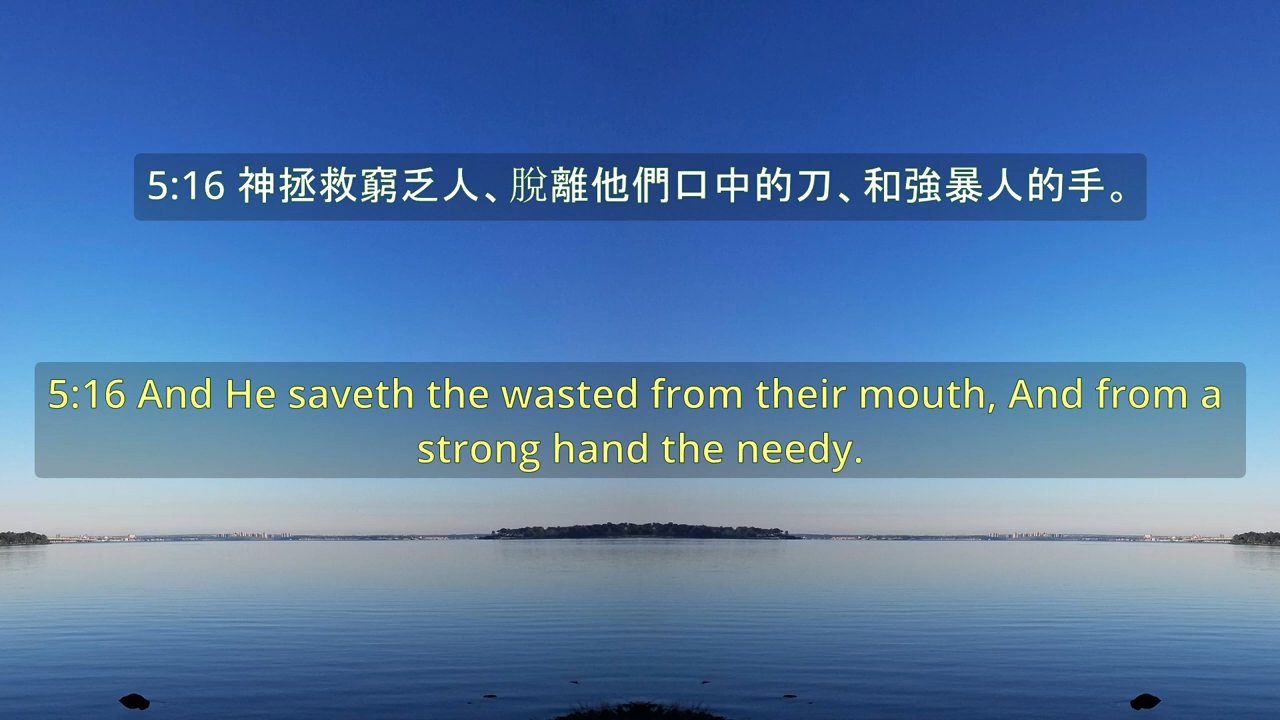 5:16 神拯救窮乏人、脫離他們口中的刀、和強暴人的手。
5:16 And He saveth the wasted from their mouth, And from a
strong hand the needy.